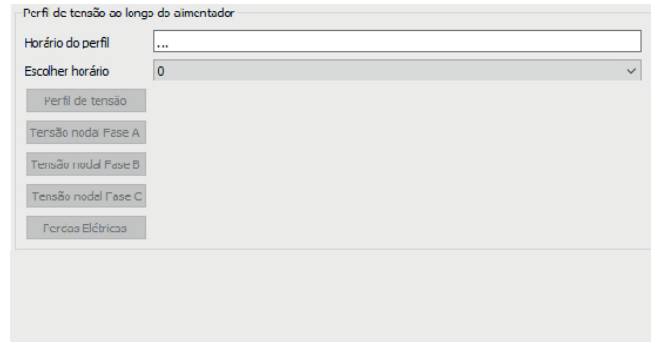 Perfil de tensão ao longo do alimentador
Horário do perfil
...
Escolher horário
0
Perfil de tensão
Tensão nodal Fase A
Tensão nodal Fase B
Tensão nodal Fase C
Perdas Elétricas